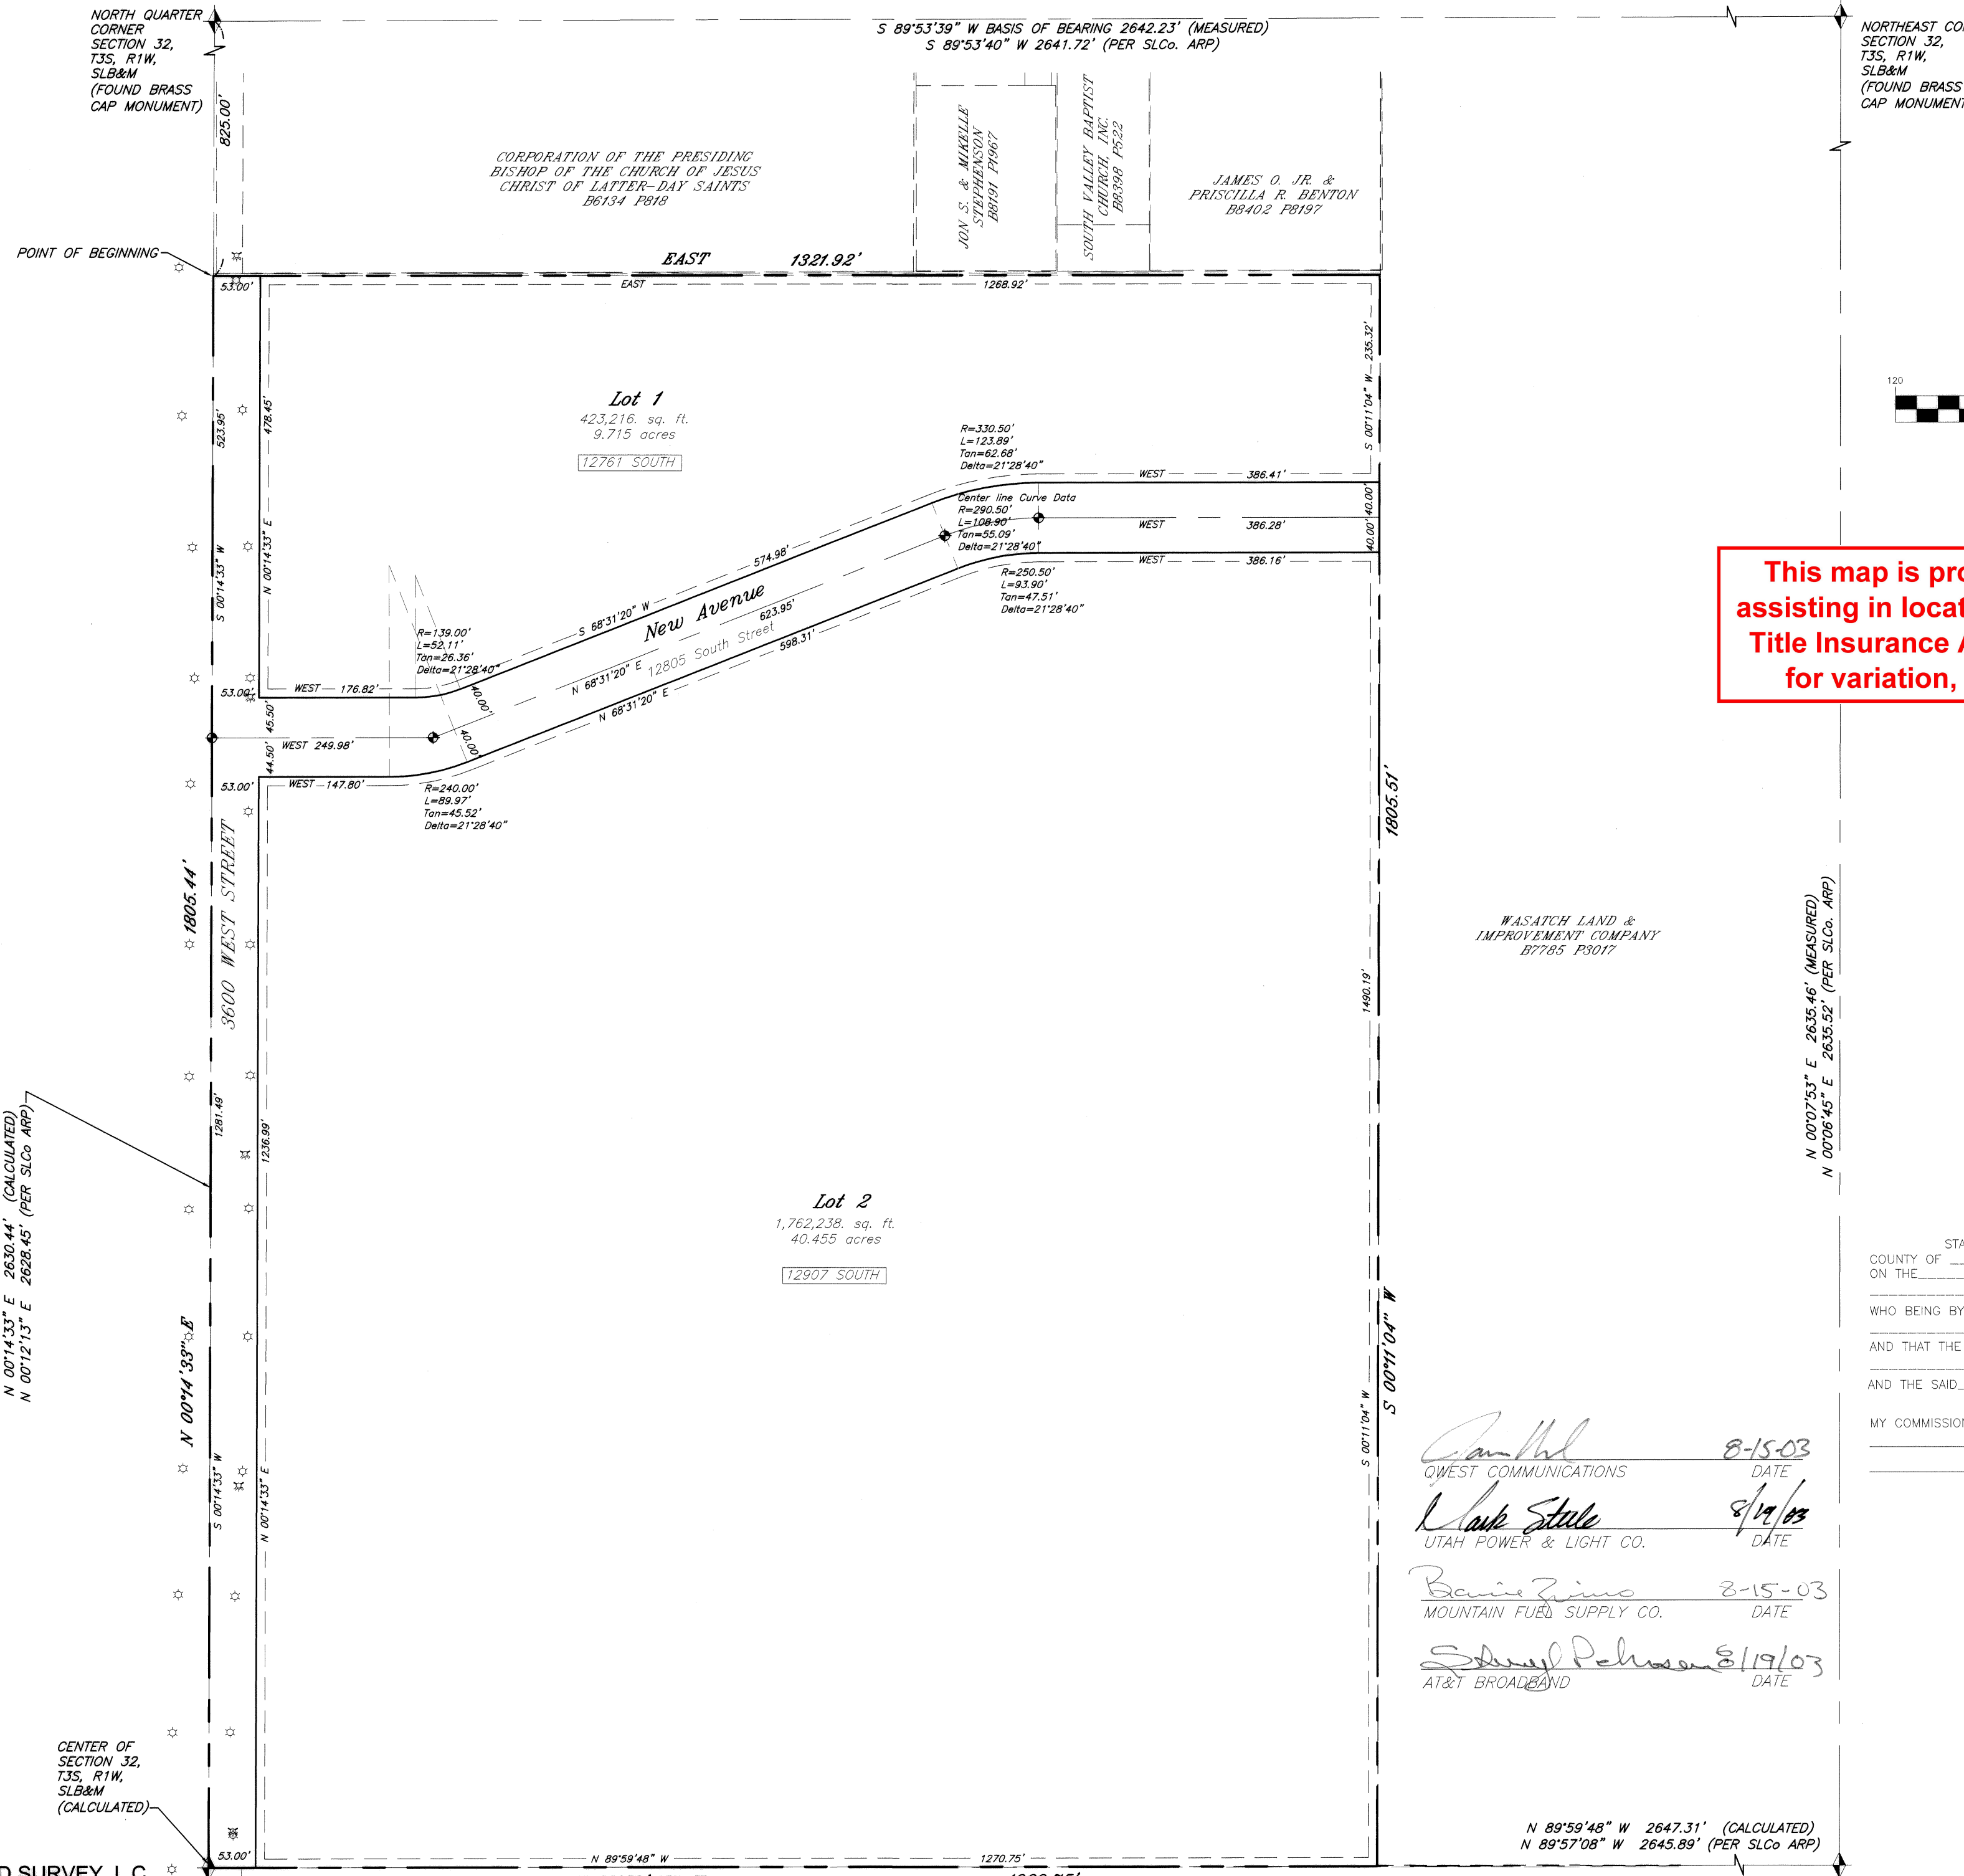 NORTH QUARTER
CORNER
SECTION 32,
T3S, R1W,
SLB&M
(FOUND BRASS
CAP MONUMENT)
S 89°53'39" W BASIS OF BEARING 2642.23' (MEASURED)
S 89°53'40" W 2641.72' (PER SLCo. ARP)
NORTHEAST CO
SECTION 32,
T3S, R1W,
SLB&M
(FOUND BRASS
CAP MONUMENT
825.00'
CORPORATION OF THE PRESIDING
BISHOP OF THE CHURCH OF JESUS
CHRIST OF LATTER-DAY SAINTS
B6134 P818
JON S. & MIKELLE
STEPHENSON
B8191 P1967
SOUTH VALLEY BAPTIST
CHURCH, INC.
B8398 P522
JAMES O. JR. &
PRISCILLA R. BENTON
B8402 P8197
POINT OF BEGINNING
EAST 1321.92'
53.00'
EAST 1268.92'
S 00°11'04" W 235.32'
120
Lot 1
423,216. sq. ft.
9.715 acres
12761 SOUTH
523.95'
S 00°14'33" W
478.45'
N 00°14'33" E
R=330.50'
L=123.89'
Tan=62.68'
Delta=21°28'40"
WEST 386.41'
Center line Curve Data
R=290.50'
L=108.90'
Tan=55.09'
Delta=21°28'40"
WEST 386.28'
40.00' 40.00'
WEST 386.16'
R=250.50'
L=93.90'
Tan=47.51'
Delta=21°28'40"
S 68°31'20" W 574.98'
New Avenue
N 68°31'20" E 623.95'
12805 South Street
N 68°31'20" E 598.31'
R=139.00'
L=52.11'
Tan=26.36'
Delta=21°28'40"
40.00'
40.00'
53.00'
WEST 176.82'
44.50' 45.50'
WEST 249.98'
53.00'
WEST 147.80'
R=240.00'
L=89.97'
Tan=45.52'
Delta=21°28'40"
This map is pro
assisting in locat
Title Insurance A
for variation,
1805.44'
3600 WEST STREET
1805.51'
WASATCH LAND &
IMPROVEMENT COMPANY
B7785 P3017
N 00°07'53" E 2635.46' (MEASURED)
N 00°06'45" E 2635.52' (PER SLCo. ARP)
1490.19'
N 00°14'33" E 2630.44' (CALCULATED)
N 00°12'13" E 2628.45' (PER SLCo ARP)
1281.49'
1236.99'
Lot 2
1,762,238. sq. ft.
40.455 acres
12907 SOUTH
STA
COUNTY OF
ON THE
WHO BEING BY
AND THAT THE
AND THE SAID
MY COMMISSION
N 00°14'33" E
S 00°14'33" W
N 00°14'33" E
S 00°11'04" W
S 00°11'04" W
8-15-03
QWEST COMMUNICATIONS DATE
Mark Steele 8/19/03
UTAH POWER & LIGHT CO. DATE
8-15-03
MOUNTAIN FUEL SUPPLY CO. DATE
8/19/03
AT&T BROADBAND DATE
CENTER OF
SECTION 32,
T3S, R1W,
SLB&M
(CALCULATED)
53.00'
N 89°59'48" W 1270.75'
N 89°59'48" W 2647.31' (CALCULATED)
N 89°57'08" W 2645.89' (PER SLCo ARP)
D SURVEY, L.C.